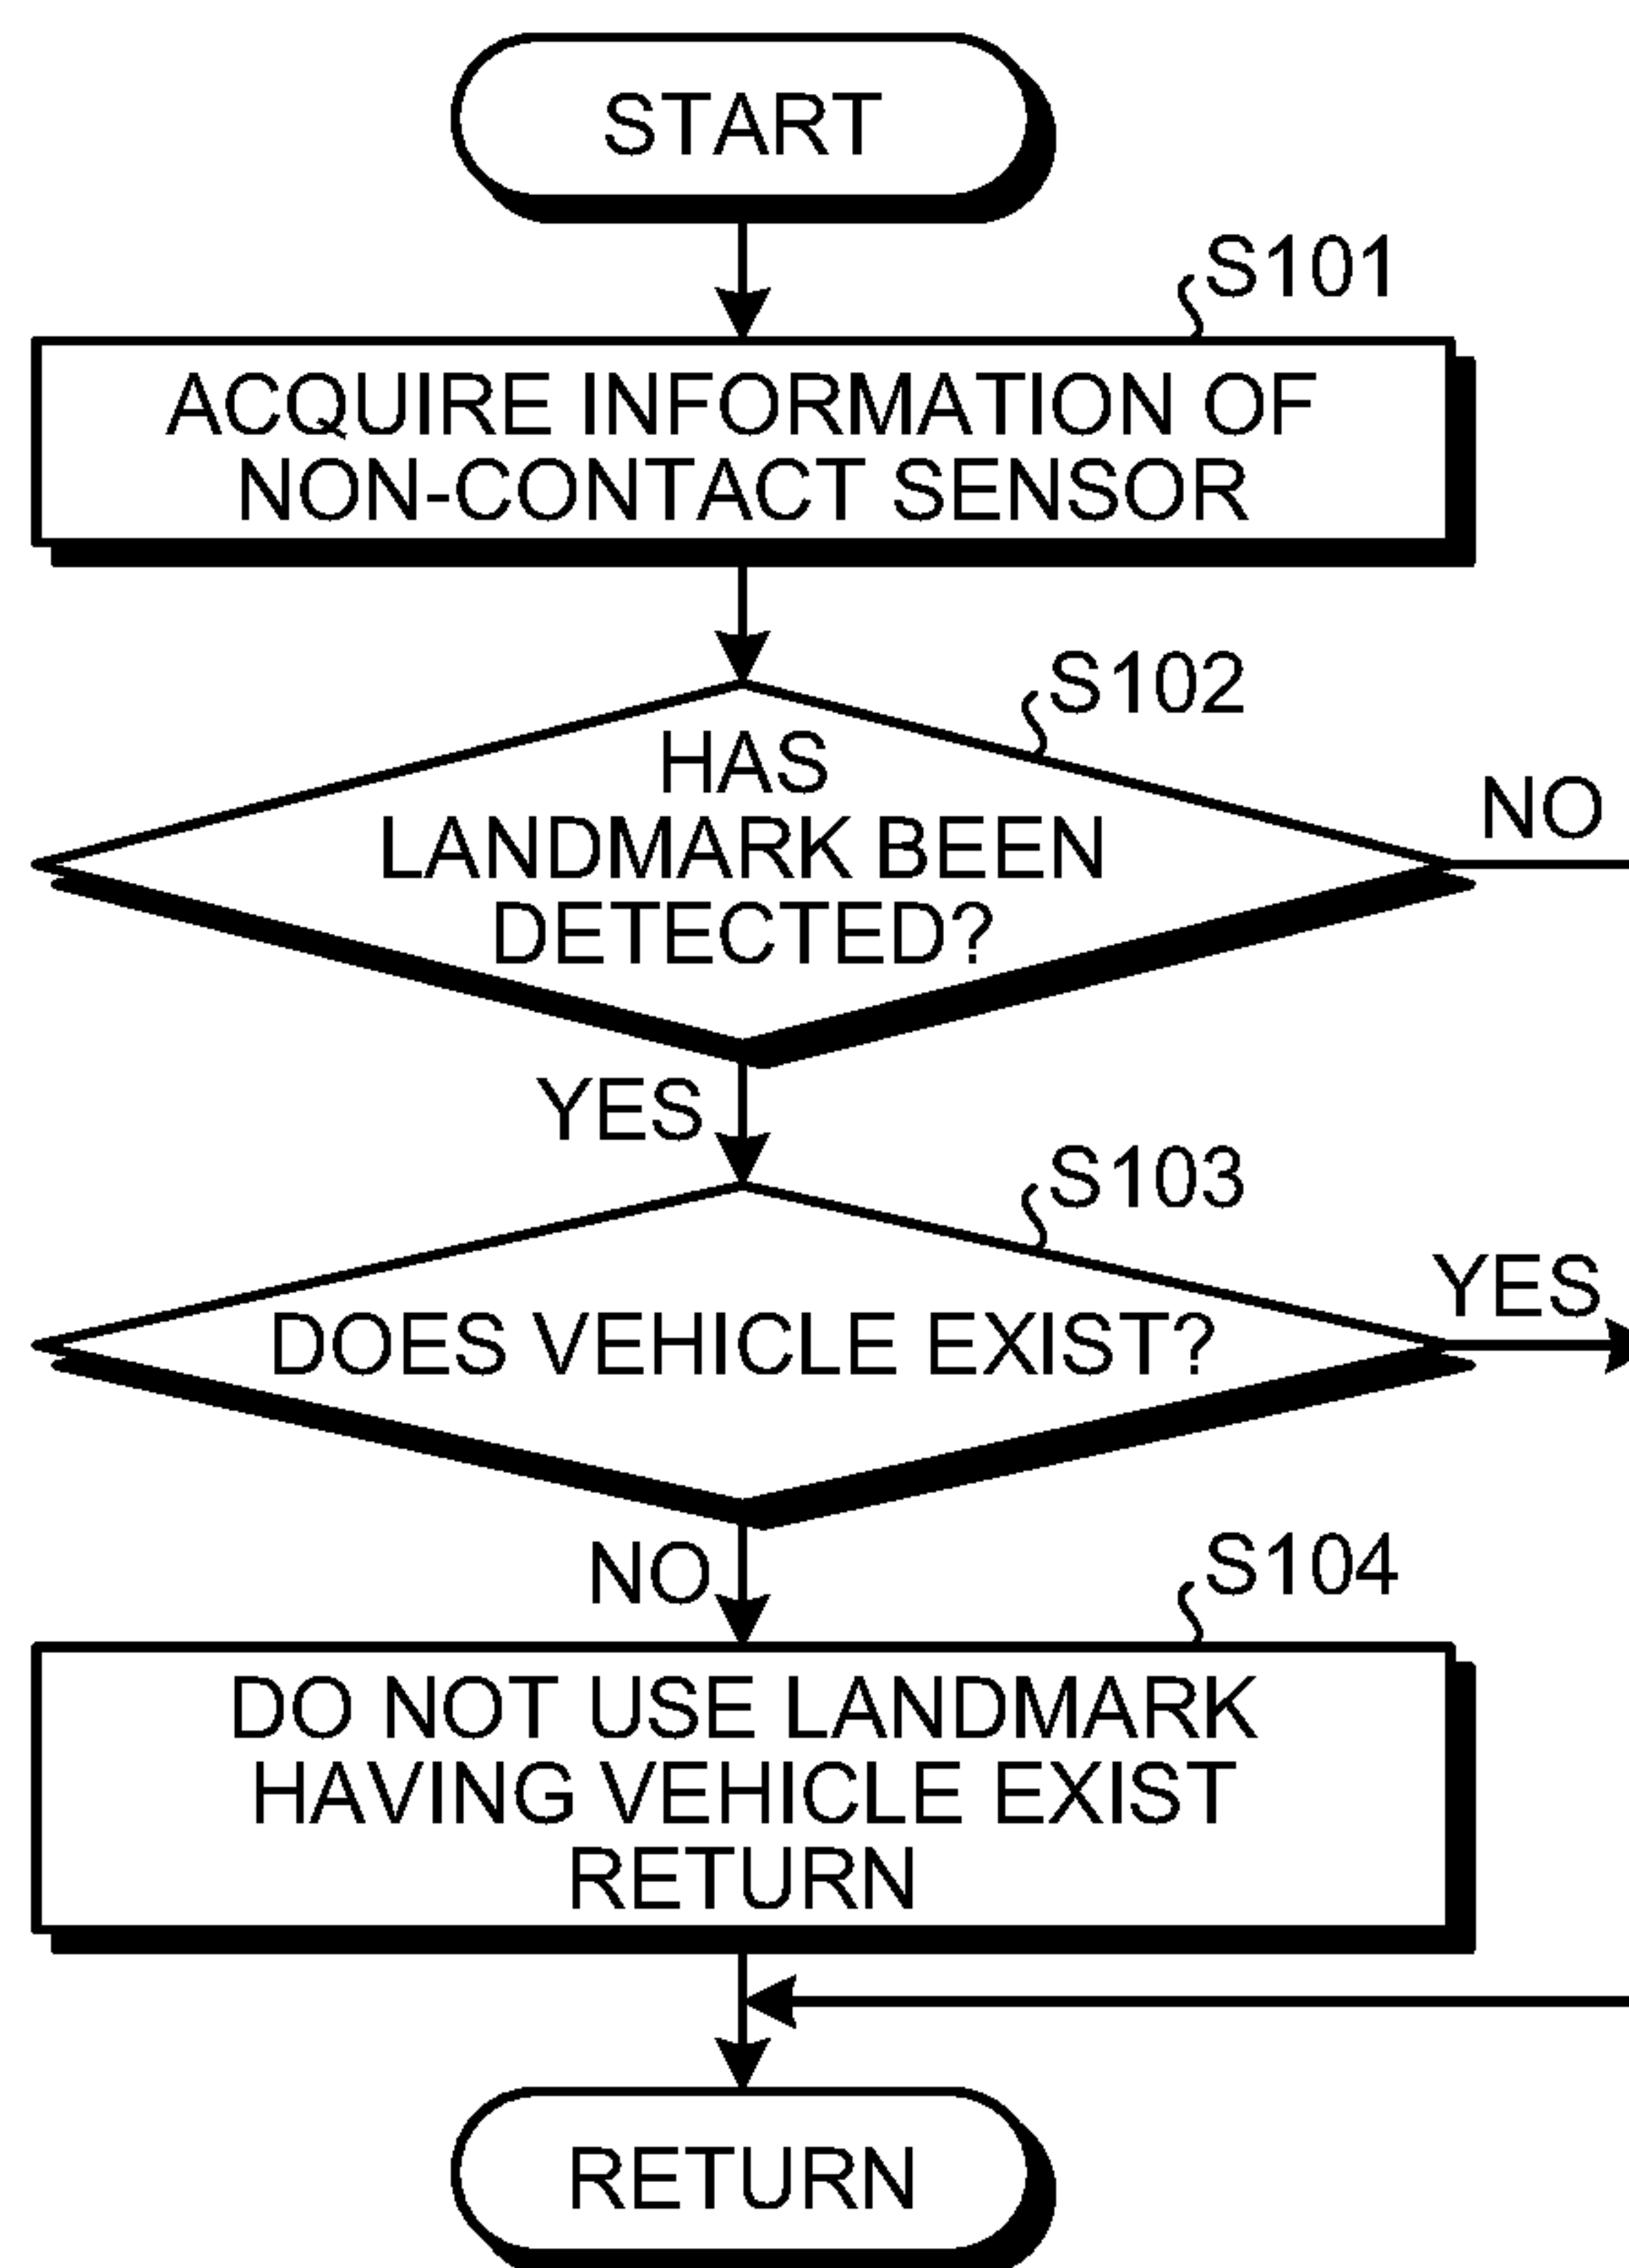 START
S101
ACQUIRE INFORMATION OF
NON-CONTACT SENSOR
S102
HAS
LANDMARK BEEN
DETECTED?
NO
YES
S103
DOES VEHICLE EXIST?
YES
NO
S104
DO NOT USE LANDMARK
HAVING VEHICLE EXIST
RETURN
RETURN